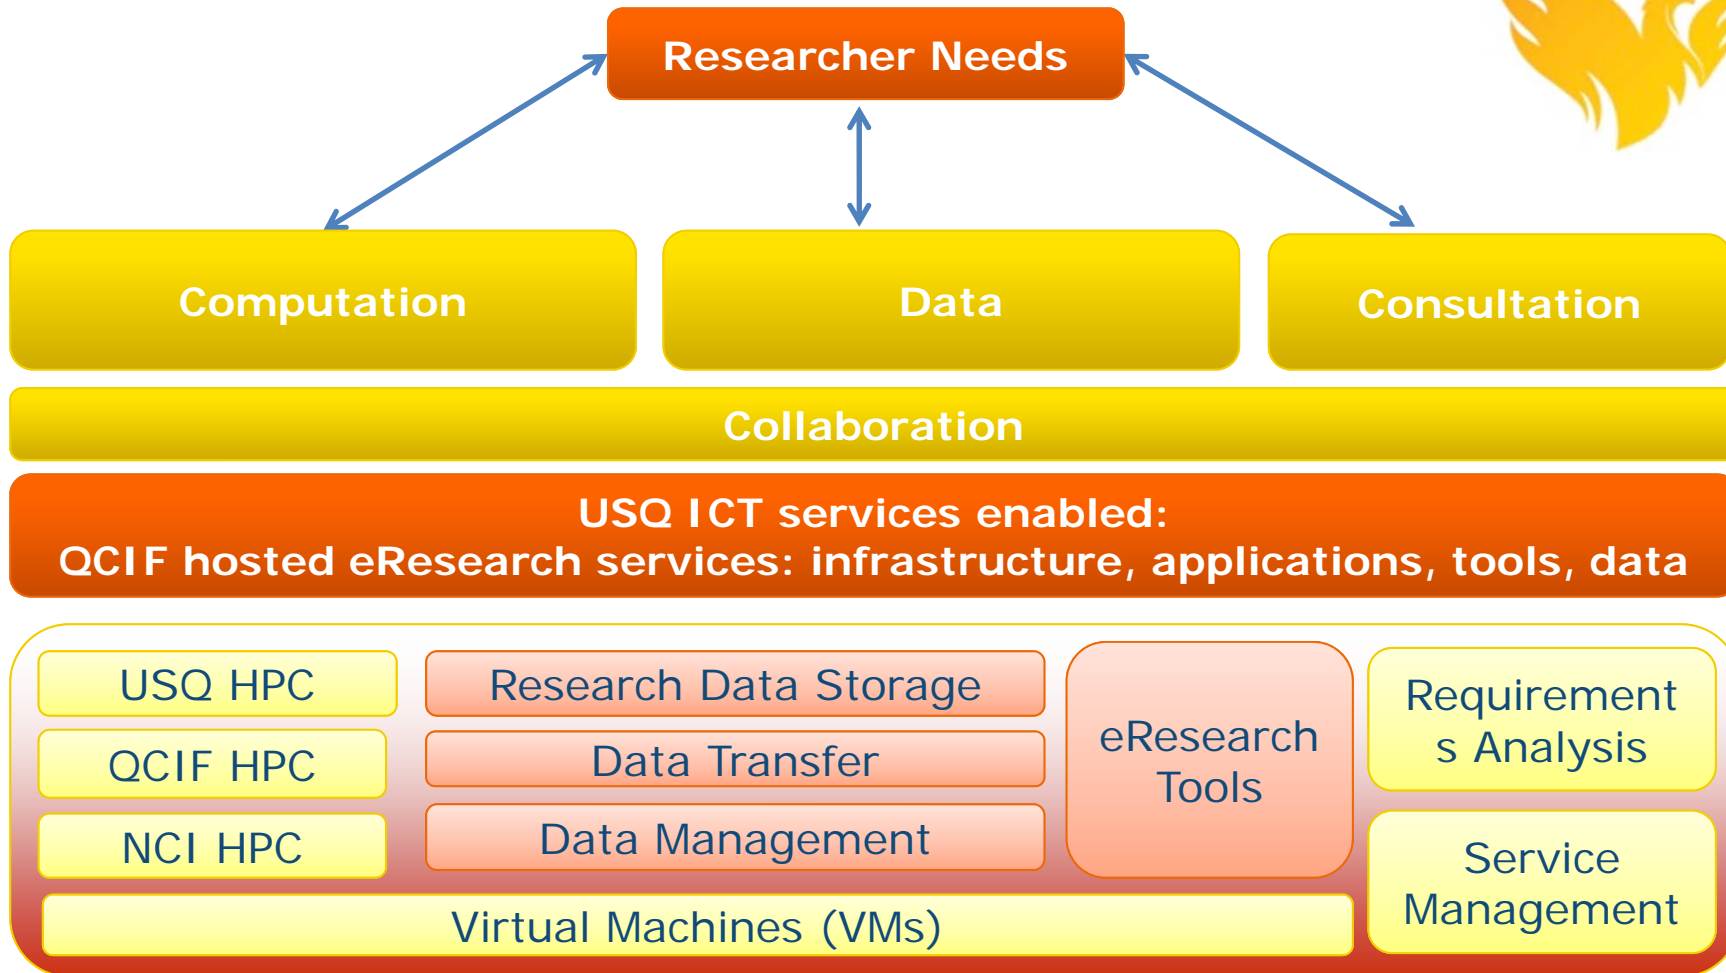 Researcher Needs
Computation
Data
Consultation
Collaboration
USQ ICT services enabled:
QCIF hosted eResearch services: infrastructure, applications, tools, data
USQ HPC
QCIF HPC
NCI HPC
Research Data Storage
Data Transfer
Data Management
eResearch
Tools
Requirement
s Analysis
Service
Management
Virtual Machines (VMs)